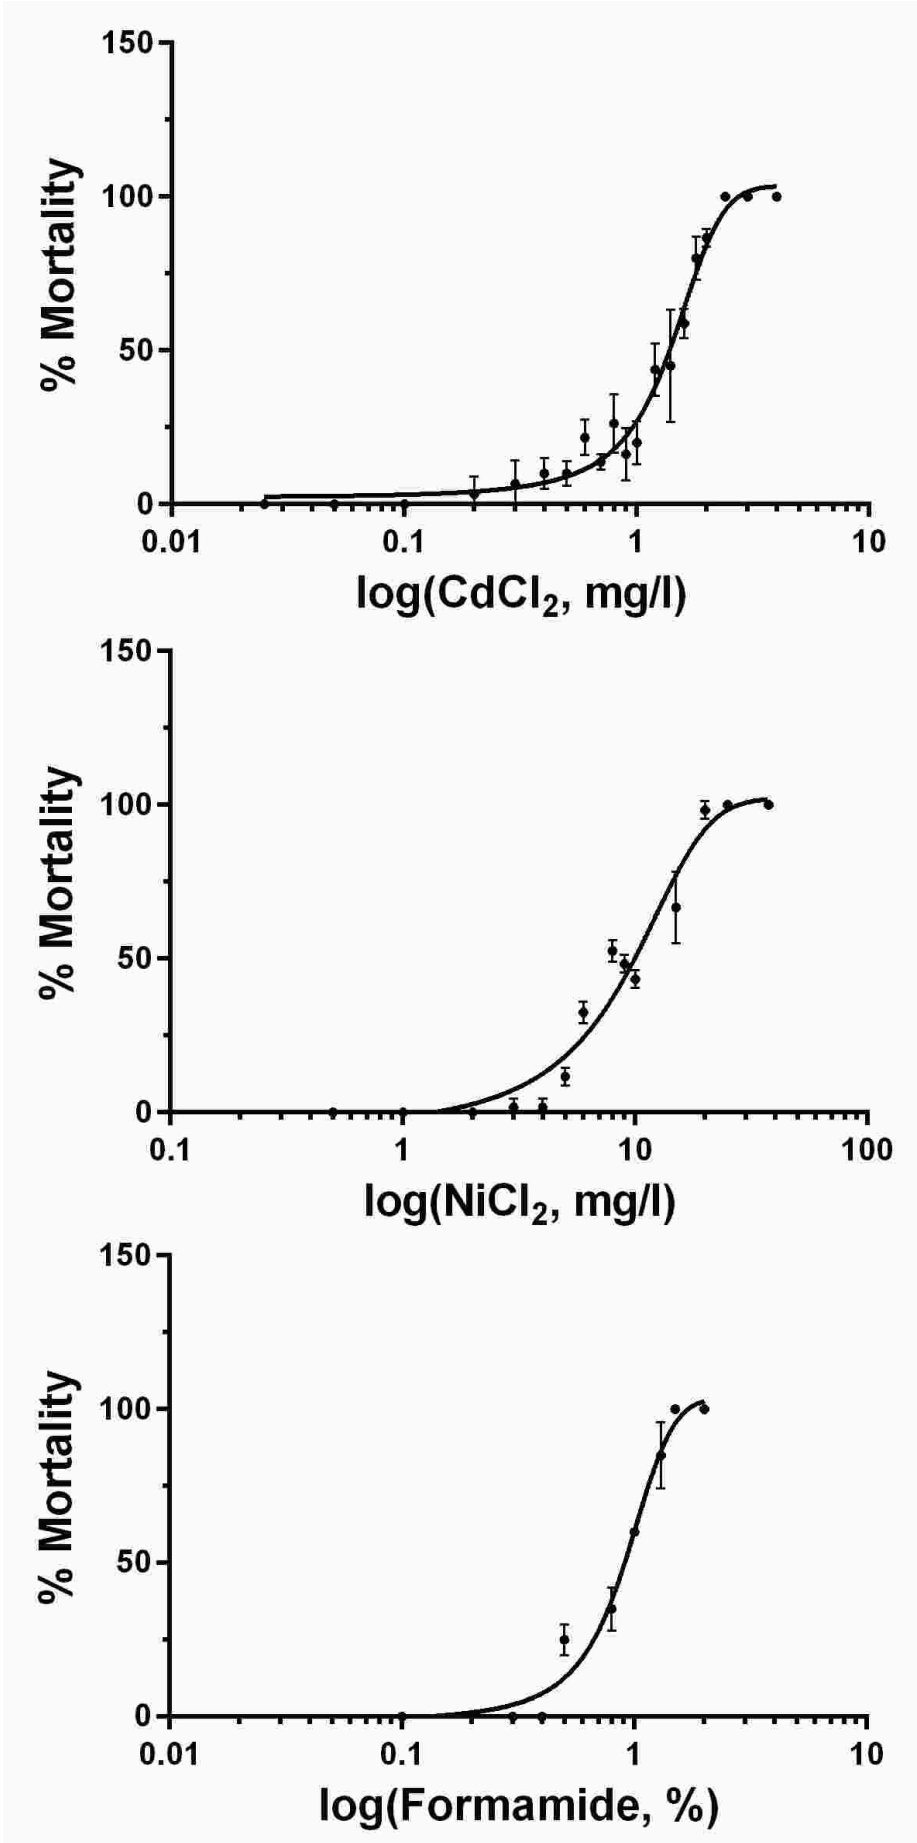 150
100
50
0
% Mortality
0.01 0.1 1 10
log(CdCl₂, mg/l)
150
100
50
0
% Mortality
0.1 1 10 100
log(NiCl₂, mg/l)
150
100
50
0
% Mortality
0.01 0.1 1 10
log(Formamide, %)